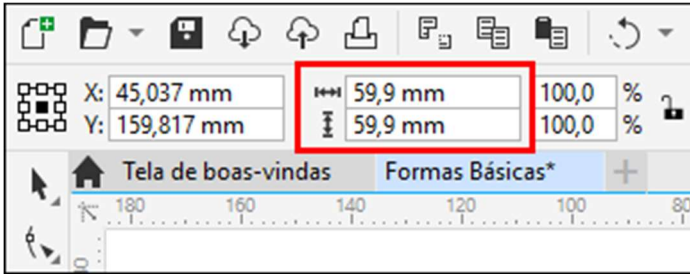 X: 45,037 mm 59,9 mm 100,0 %
Y: 159,817 mm 59,9 mm 100,0 %
Tela de boas-vindas Formas Básicas*
180 160 140 120 100 80
0